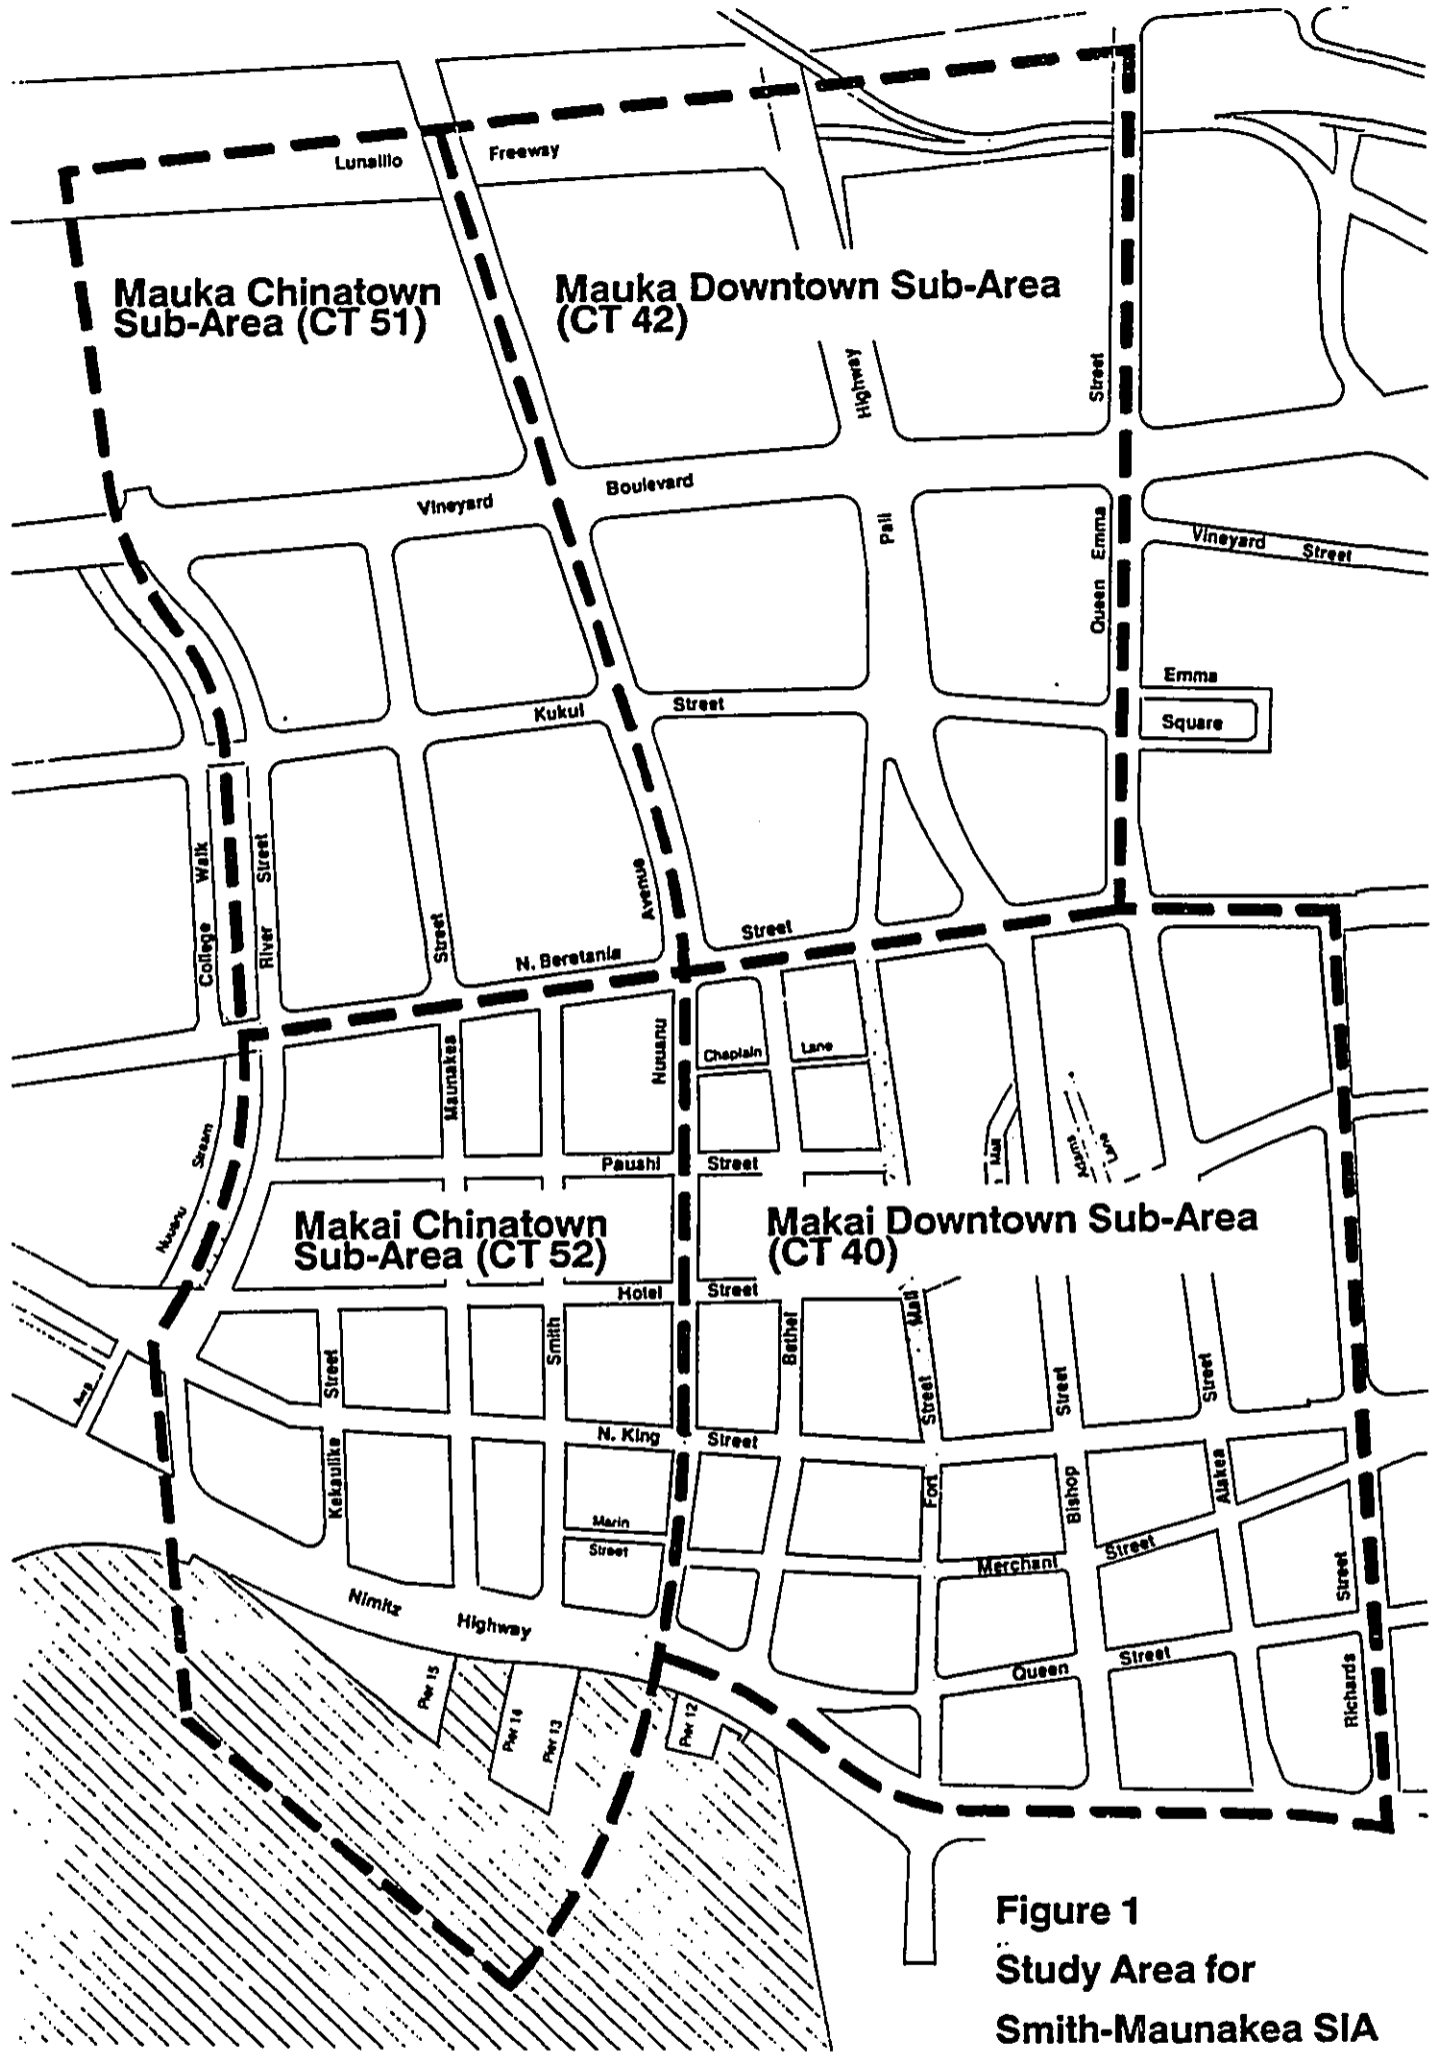 Lunalilo Freeway
Mauka Chinatown
Sub-Area (CT 51)
Mauka Downtown Sub-Area
(CT 42)
Highway
Street
Vineyard
Boulevard
Pali
Queen Emma
Vineyard Street
Emma
Square
Kukui
Street
Walk
College
Street
River
Street
Avenue
N. Beretania
Street
Maunakea
Nuuanu
Chaplain Lane
Nuuanu Stream
Pauahi Street
Mall
Adams
Lane
Makai Chinatown
Sub-Area (CT 52)
Makai Downtown Sub-Area
(CT 40)
Hotel Street
Street
Kekaulike
Smith
Bethel
Mall
Street
Fort
Street
Bishop
Street
Alakea
N. King Street
Marin
Street
Merchant Street
Street
Richards
Nimitz Highway
Queen Street
Pier 15
Pier 14
Pier 13
Pier 12
Figure 1
Study Area for
Smith-Maunakea SIA